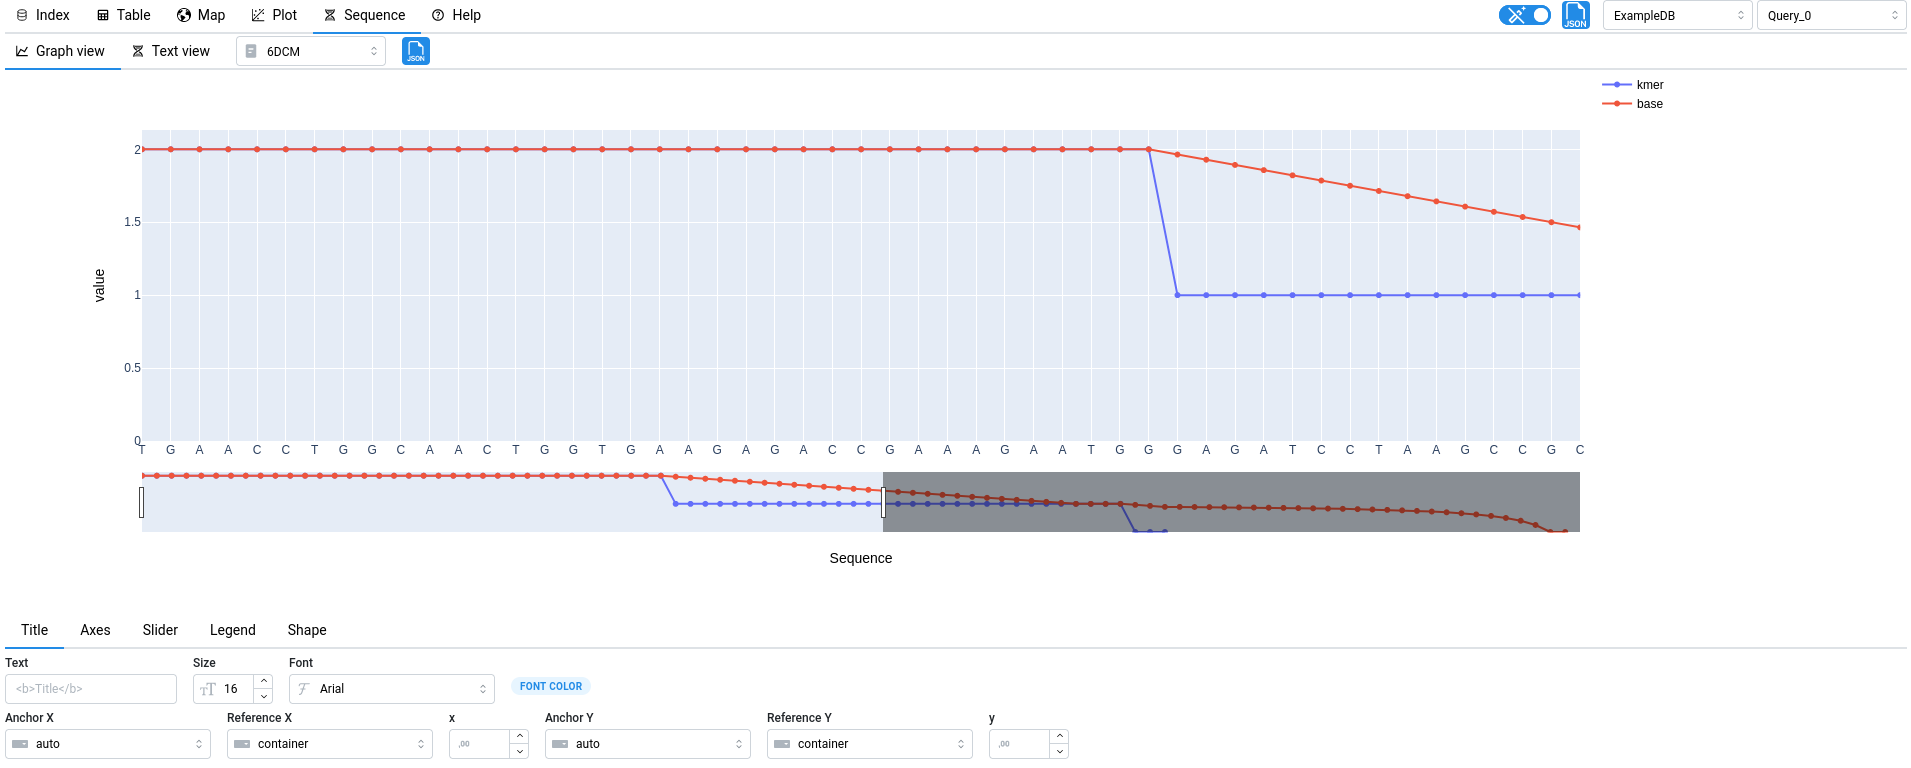 Index Table Map Plot Sequence Help JSON ExampleDB Query_0
Graph view Text view 6DCM JSON
kmer
base
2
1.5
1
0.5
0
value
T G A A C C T G G C A A C T G G T G A A G A G A C C G A A A G A A T G G G A G A T C C T A A G C C G C
Sequence
Title Axes Slider Legend Shape
Text Size Font
<b>Title</b> 16 Arial FONT COLOR
Anchor X Reference X x Anchor Y Reference Y y
auto container ,00 auto container ,00